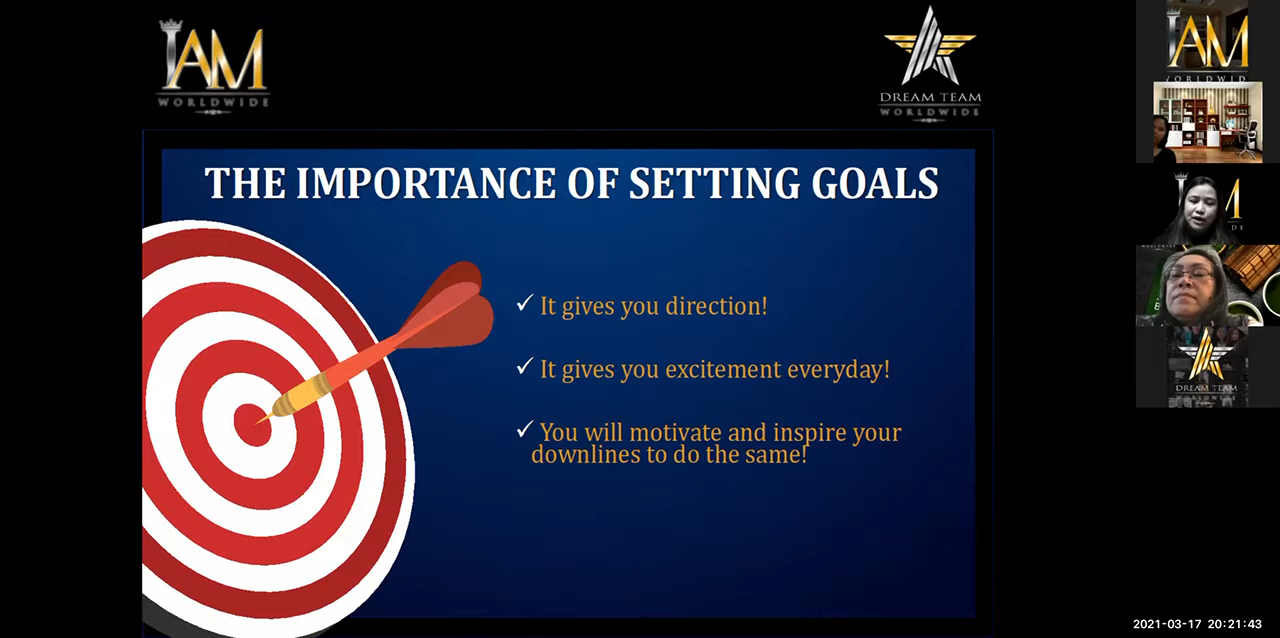 IAM
WORLDWIDE
DREAM TEAM
WORLDWIDE
THE IMPORTANCE OF SETTING GOALS
✓ It gives you direction!
✓ It gives you excitement everyday!
✓ You will motivate and inspire your
downlines to do the same!
IAM
WORLDWID
DREAM TEAM
2021-03-17 20:21:43